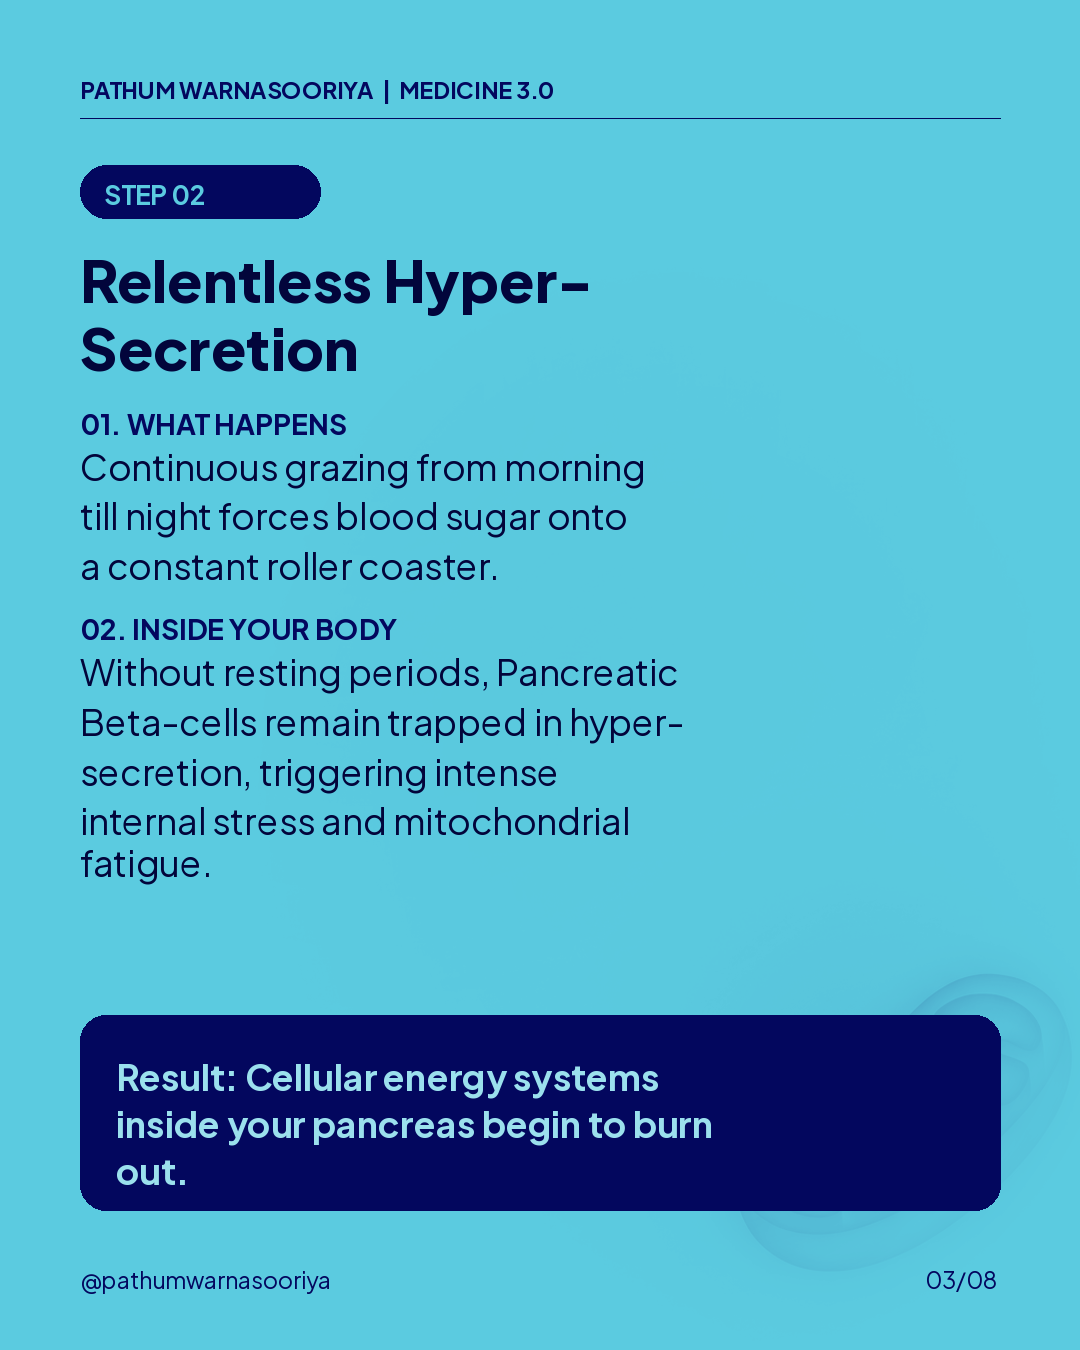 PATHUM WARNASOORIYA | MEDICINE 3.0
STEP 02
Relentless Hyper-
Secretion
01. WHAT HAPPENS
Continuous grazing from morning
till night forces blood sugar onto
a constant roller coaster.
02. INSIDE YOUR BODY
Without resting periods, Pancreatic
Beta-cells remain trapped in hyper-
secretion, triggering intense
internal stress and mitochondrial
fatigue.
Result: Cellular energy systems
inside your pancreas begin to burn
out.
@pathumwarnasooriya
03/08